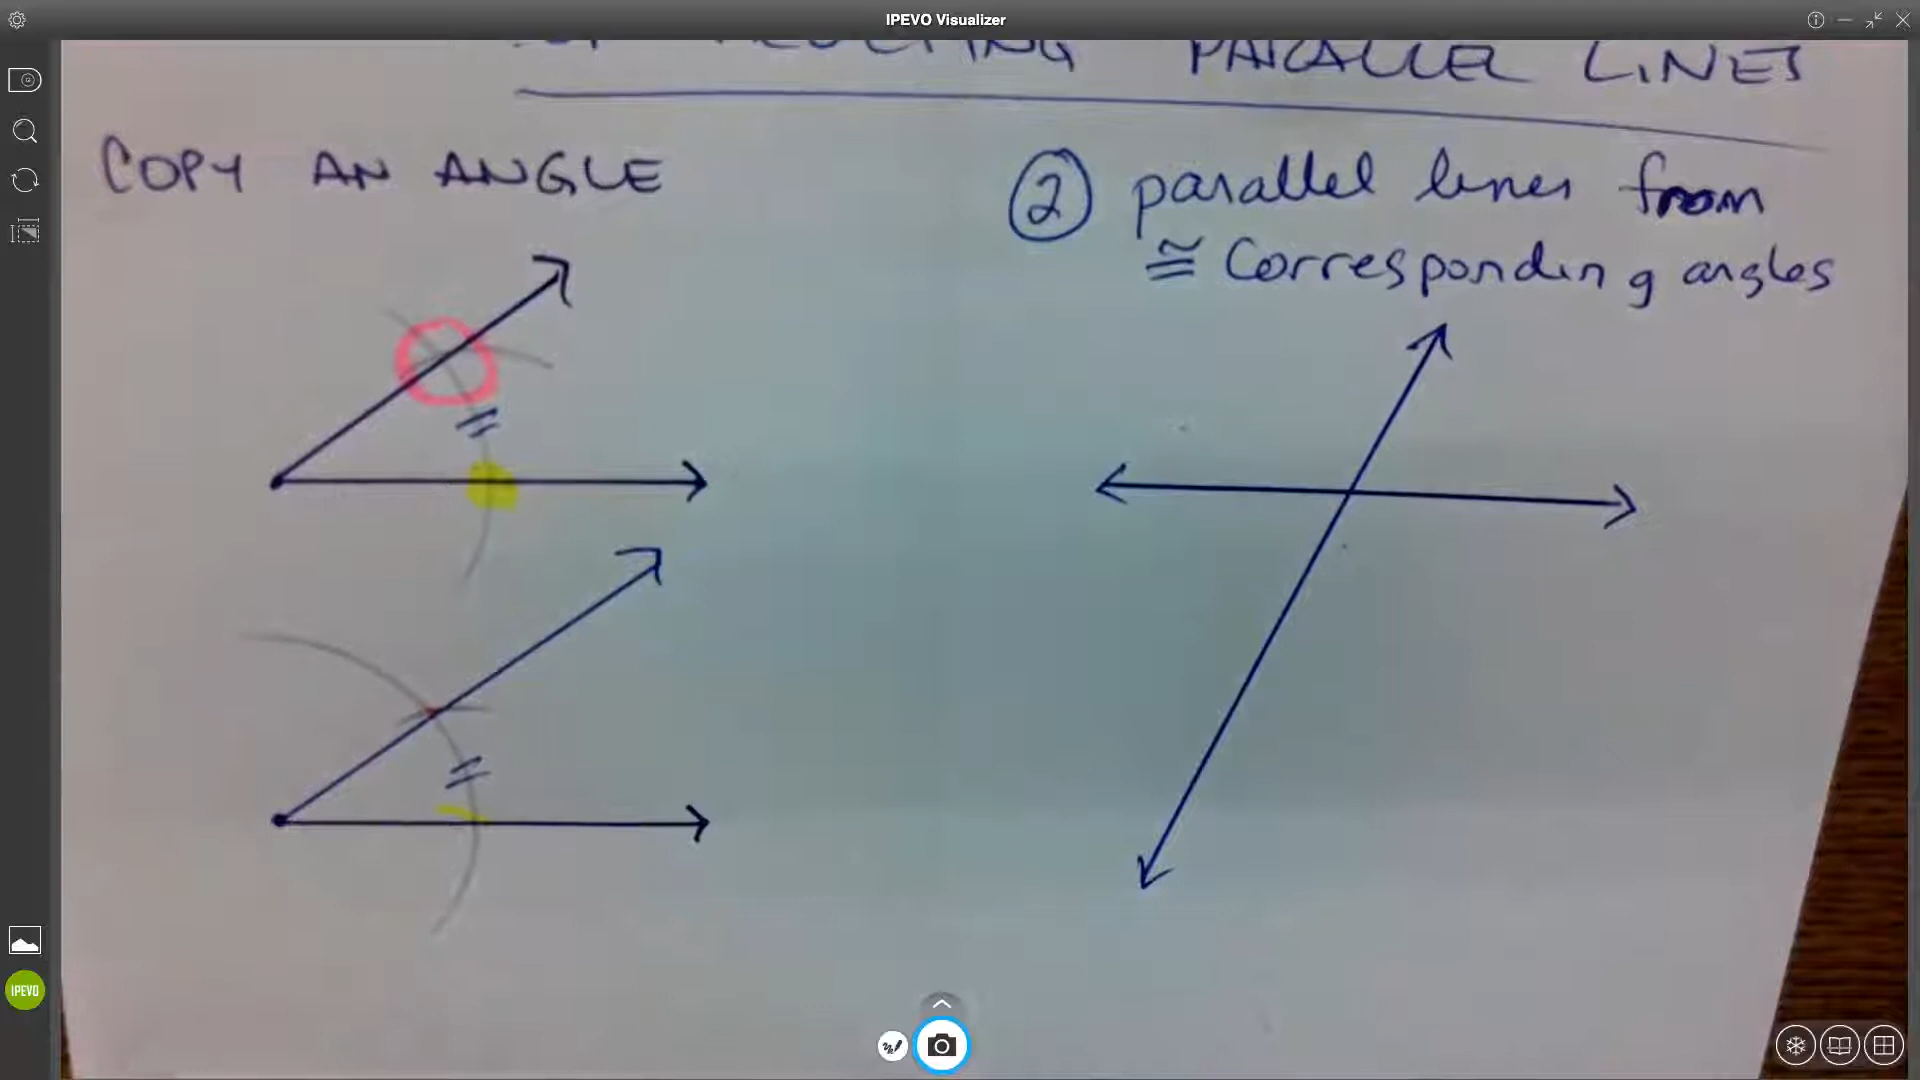 IPEVO Visualizer
PARALLEL LINES
COPY AN ANGLE
② parallel lines from
≅ Corresponding angles
=
=
IPEVO